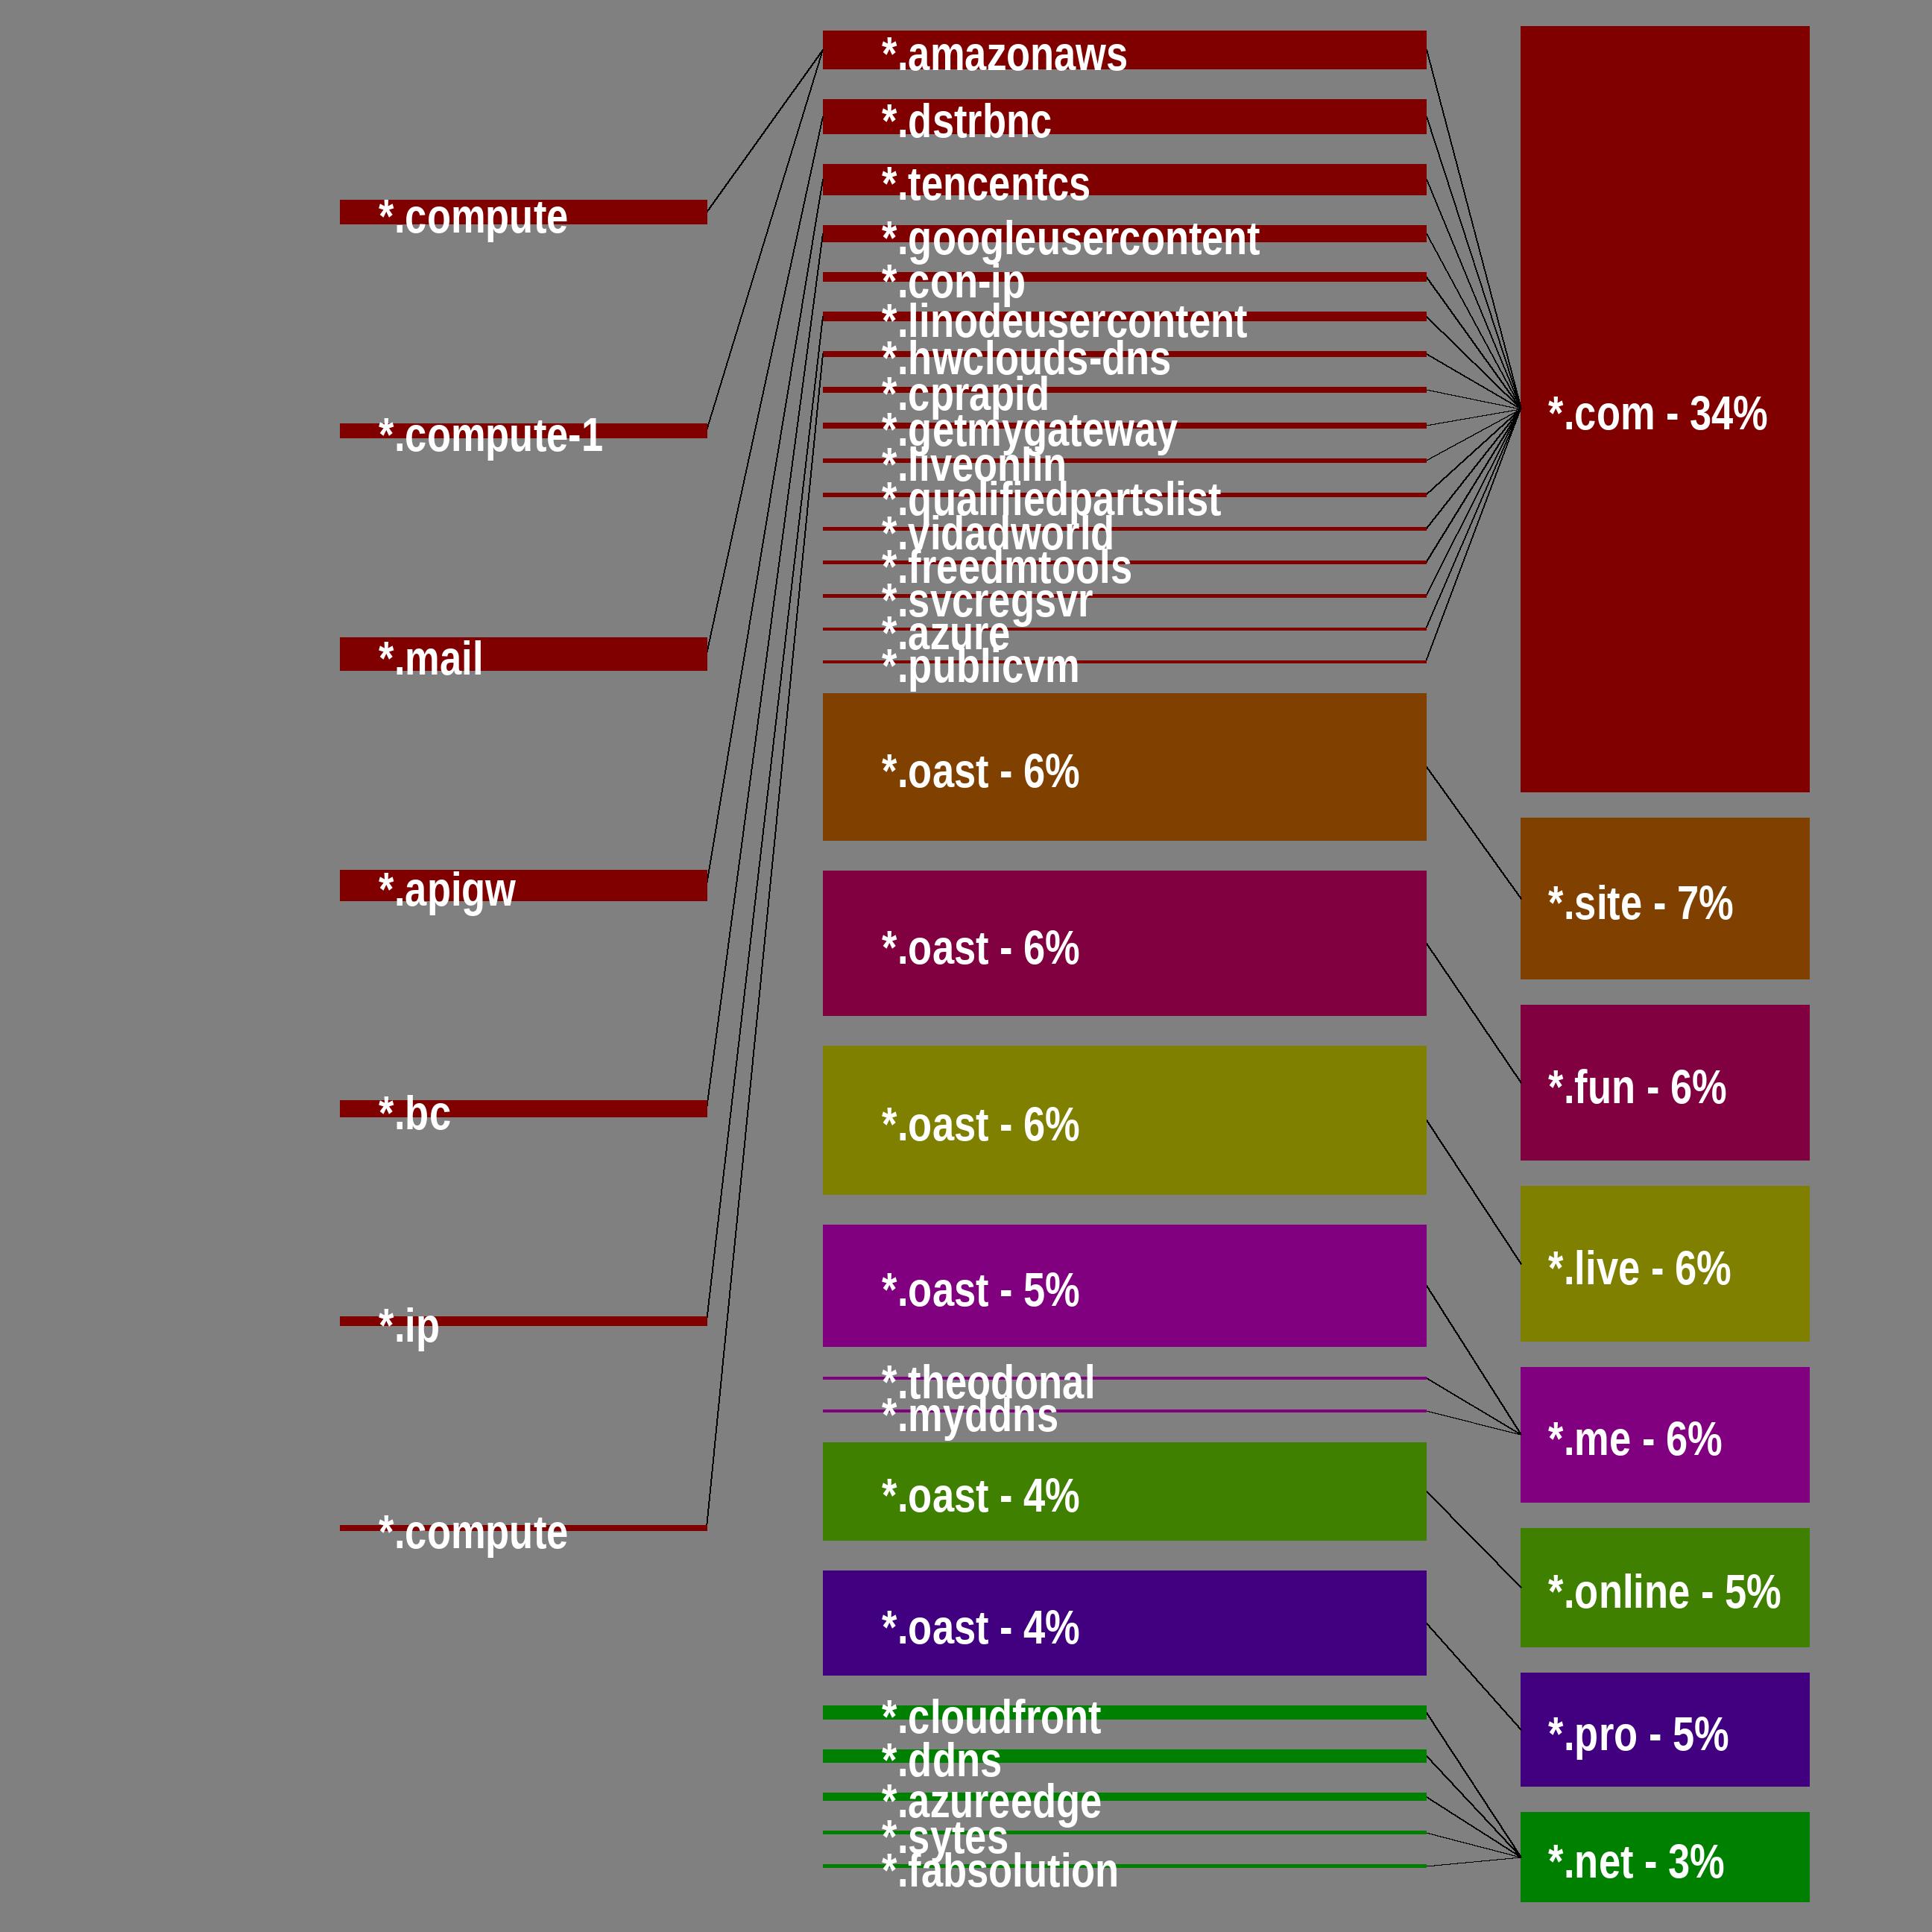 *.compute
*.compute-1
*.mail
*.apigw
*.bc
*.ip
*.compute
*.amazonaws
*.dstrbnc
*.tencentcs
*.googleusercontent
*.con-ip
*.linodeusercontent
*.hwclouds-dns
*.cprapid
*.getmygateway
*.liveonlin
*.qualifiedpartslist
*.yidadworld
*.freedmtools
*.svcregsvr
*.azure
*.publicvm
*.oast - 6%
*.oast - 6%
*.oast - 6%
*.oast - 5%
*.theodonal
*.myddns
*.oast - 4%
*.oast - 4%
*.cloudfront
*.ddns
*.azureedge
*.sytes
*.fabsolution
*.com - 34%
*.site - 7%
*.fun - 6%
*.live - 6%
*.me - 6%
*.online - 5%
*.pro - 5%
*.net - 3%